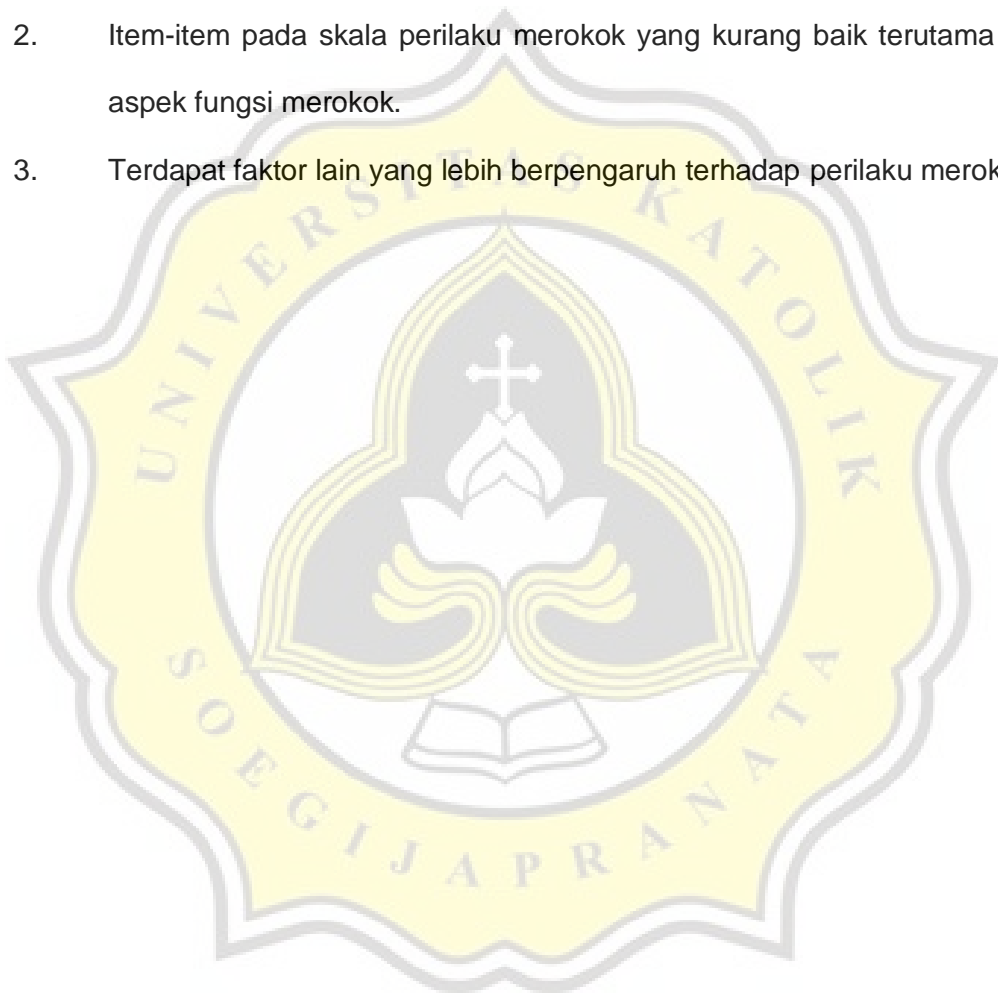 2. Item-item pada skala perilaku merokok yang kurang baik terutama
aspek fungsi merokok.
3. Terdapat faktor lain yang lebih berpengaruh terhadap perilaku merok
UNIVERSITAS KATOLIK
SOEGIJAPRANATA